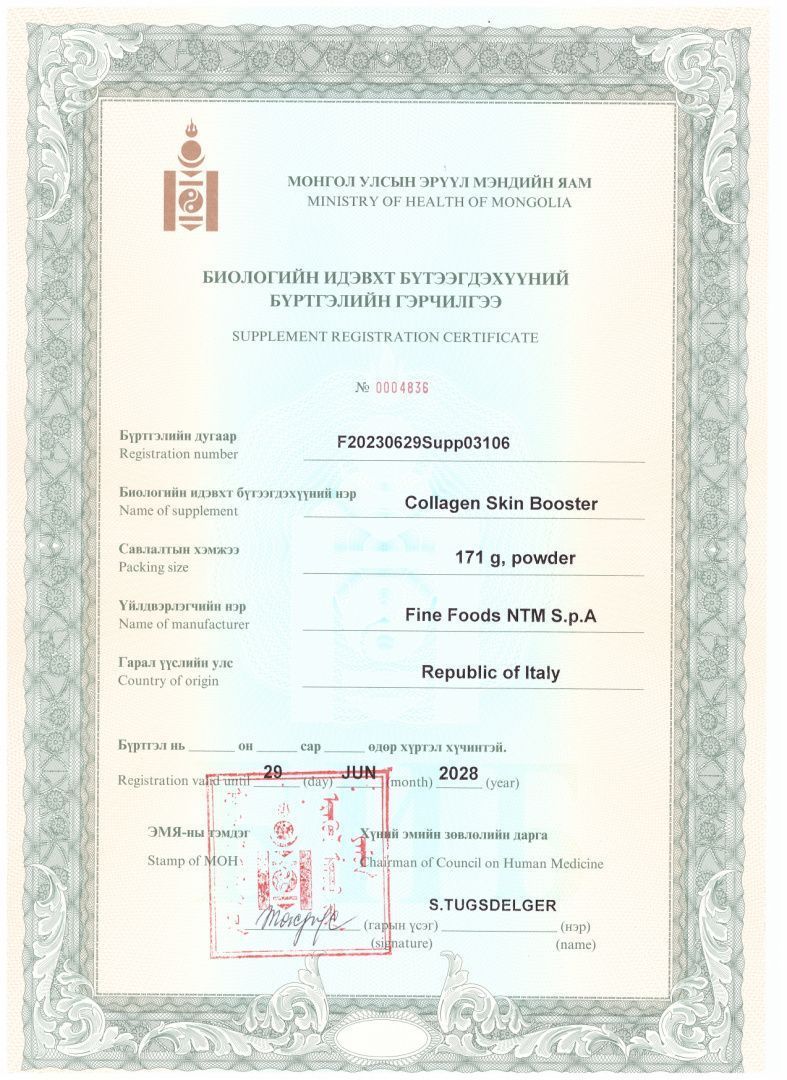 МОНГОЛ УЛСЫН ЭРҮҮЛ МЭНДИЙН ЯАМ
MINISTRY OF HEALTH OF MONGOLIA
БИОЛОГИЙН ИДЭВХТ БҮТЭЭГДЭХҮҮНИЙ
БҮРТГЭЛИЙН ГЭРЧИЛГЭЭ
SUPPLEMENT REGISTRATION CERTIFICATE
№ 0004836
Бүртгэлийн дугаар
Registration number
F20230629Supp03106
Биологийн идэвхт бүтээгдэхүүний нэр
Name of supplement
Collagen Skin Booster
Савлалтын хэмжээ
Packing size
171 g, powder
Үйлдвэрлэгчийн нэр
Name of manufacturer
Fine Foods NTM S.p.A
Гарал үүслийн улс
Country of origin
Republic of Italy
Бүртгэл нь ______ он _____ сар _____ өдөр хүртэл хүчинтэй.
Registration valid until 29 (day) JUN (month) 2028 (year)
ЭМЯ-ны тэмдэг
Stamp of MOH
Хүний эмийн зөвлөлийн дарга
Chairman of Council on Human Medicine
S.TUGSDELGER
(гарын үсэг) _______________ (нэр)
(signature) (name)